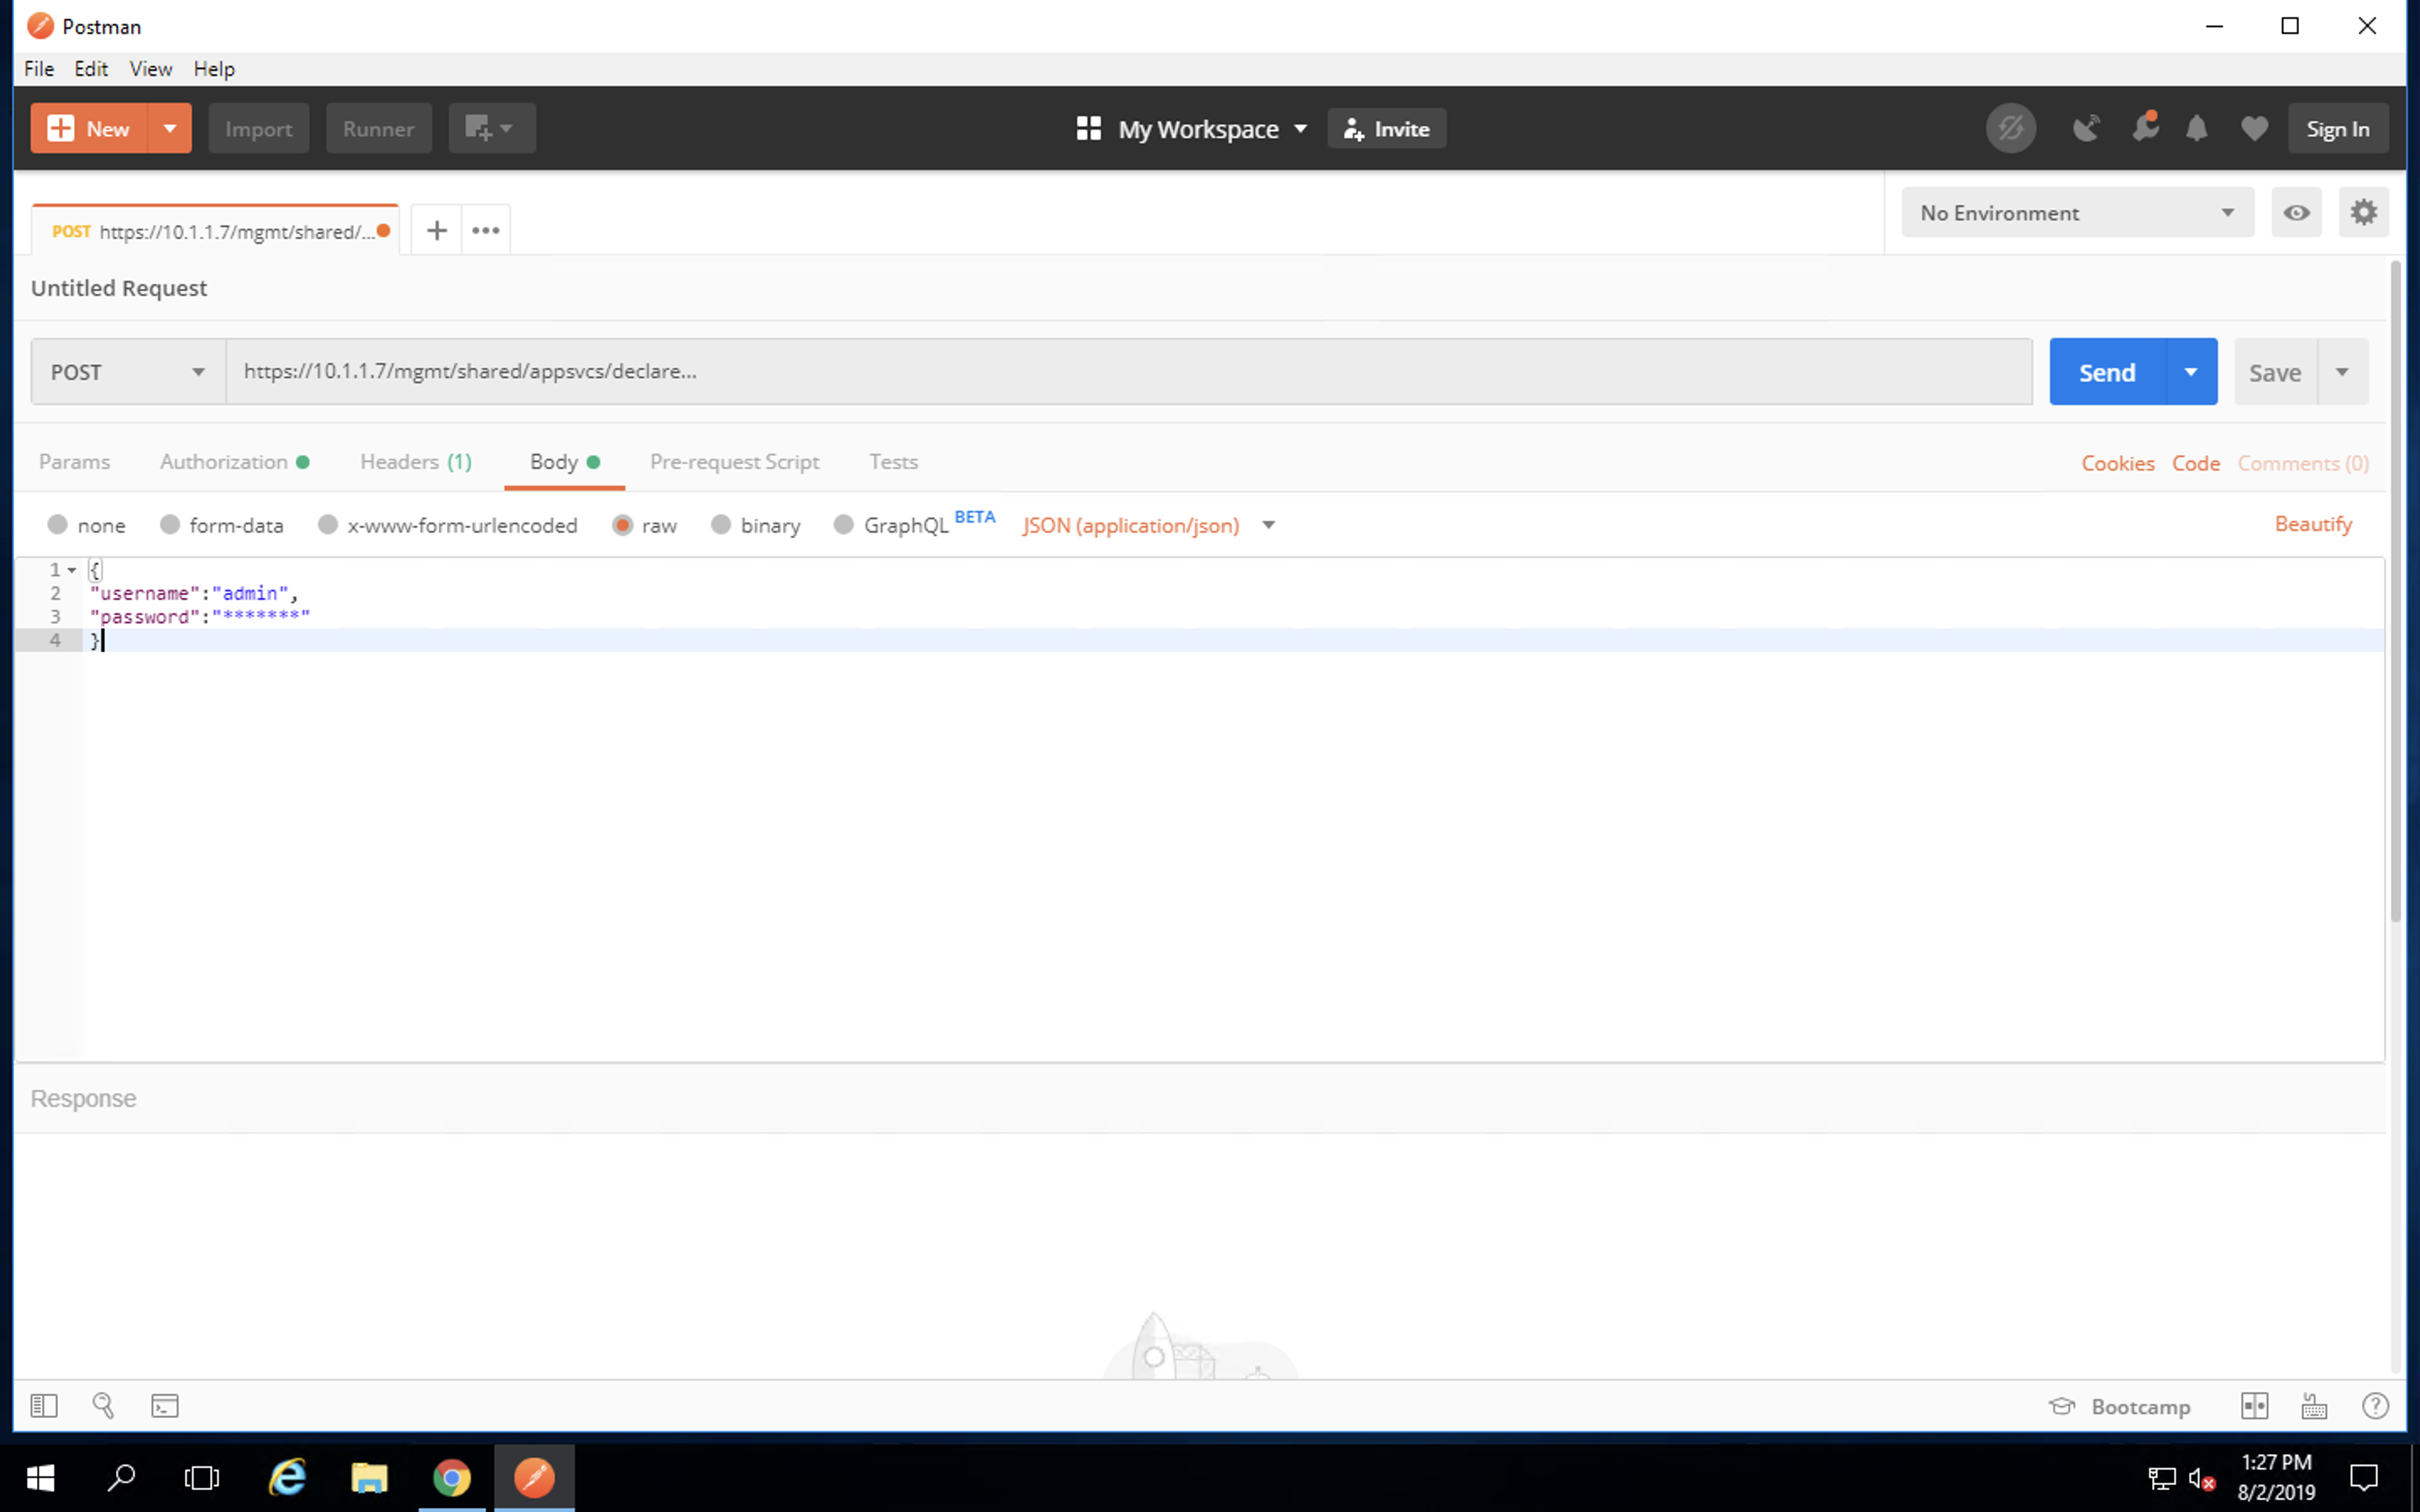 Postman
File Edit View Help
New Import Runner My Workspace Invite Sign In
POST https://10.1.1.7/mgmt/shared/... No Environment
Untitled Request
POST https://10.1.1.7/mgmt/shared/appsvcs/declare... Send Save
Params Authorization Headers (1) Body Pre-request Script Tests Cookies Code Comments (0)
none form-data x-www-form-urlencoded raw binary GraphQL BETA JSON (application/json) Beautify
1 {
2 "username":"admin",
3 "password":"*******"
4 }
Response
Bootcamp
1:27 PM
8/2/2019